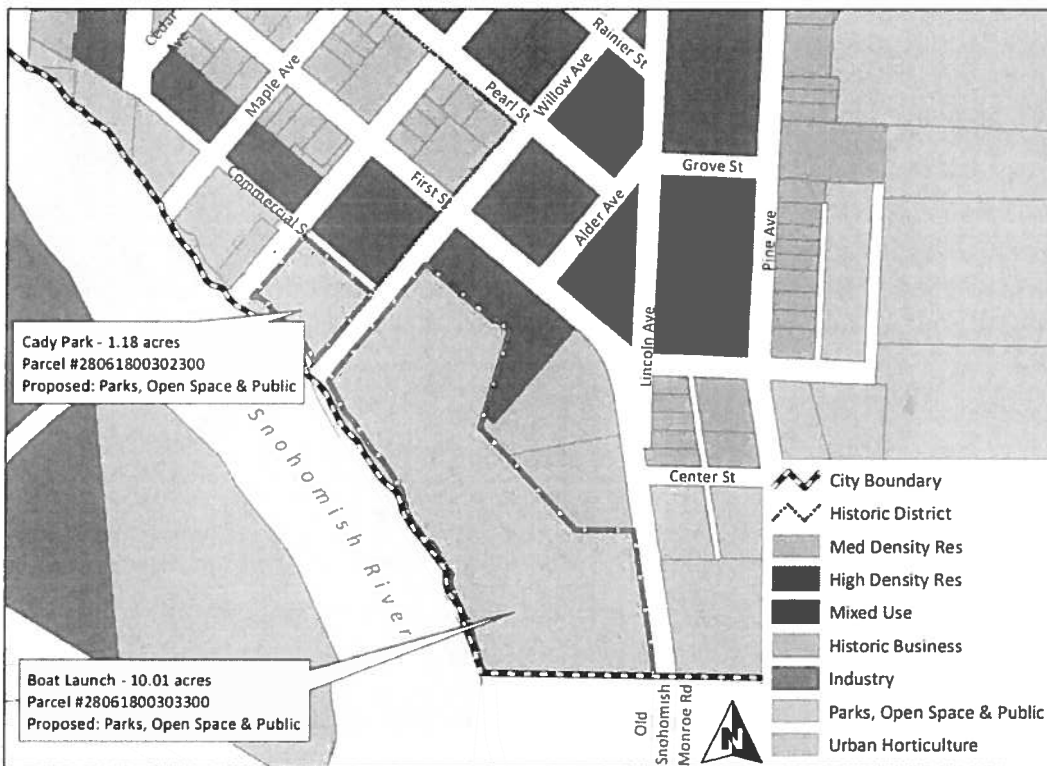 Cedar Ave
Maple Ave
Rainier St
Willow Ave
Pearl St
Grove St
First St
Commercial S
Alder Ave
Pine Ave
Lincoln Ave
Cady Park - 1.18 acres
Parcel #28061800302300
Proposed: Parks, Open Space & Public
Snohomish River
Center St
Boat Launch - 10.01 acres
Parcel #28061800303300
Proposed: Parks, Open Space & Public
Old
Snohomish
Monroe Rd
N
City Boundary
Historic District
Med Density Res
High Density Res
Mixed Use
Historic Business
Industry
Parks, Open Space & Public
Urban Horticulture